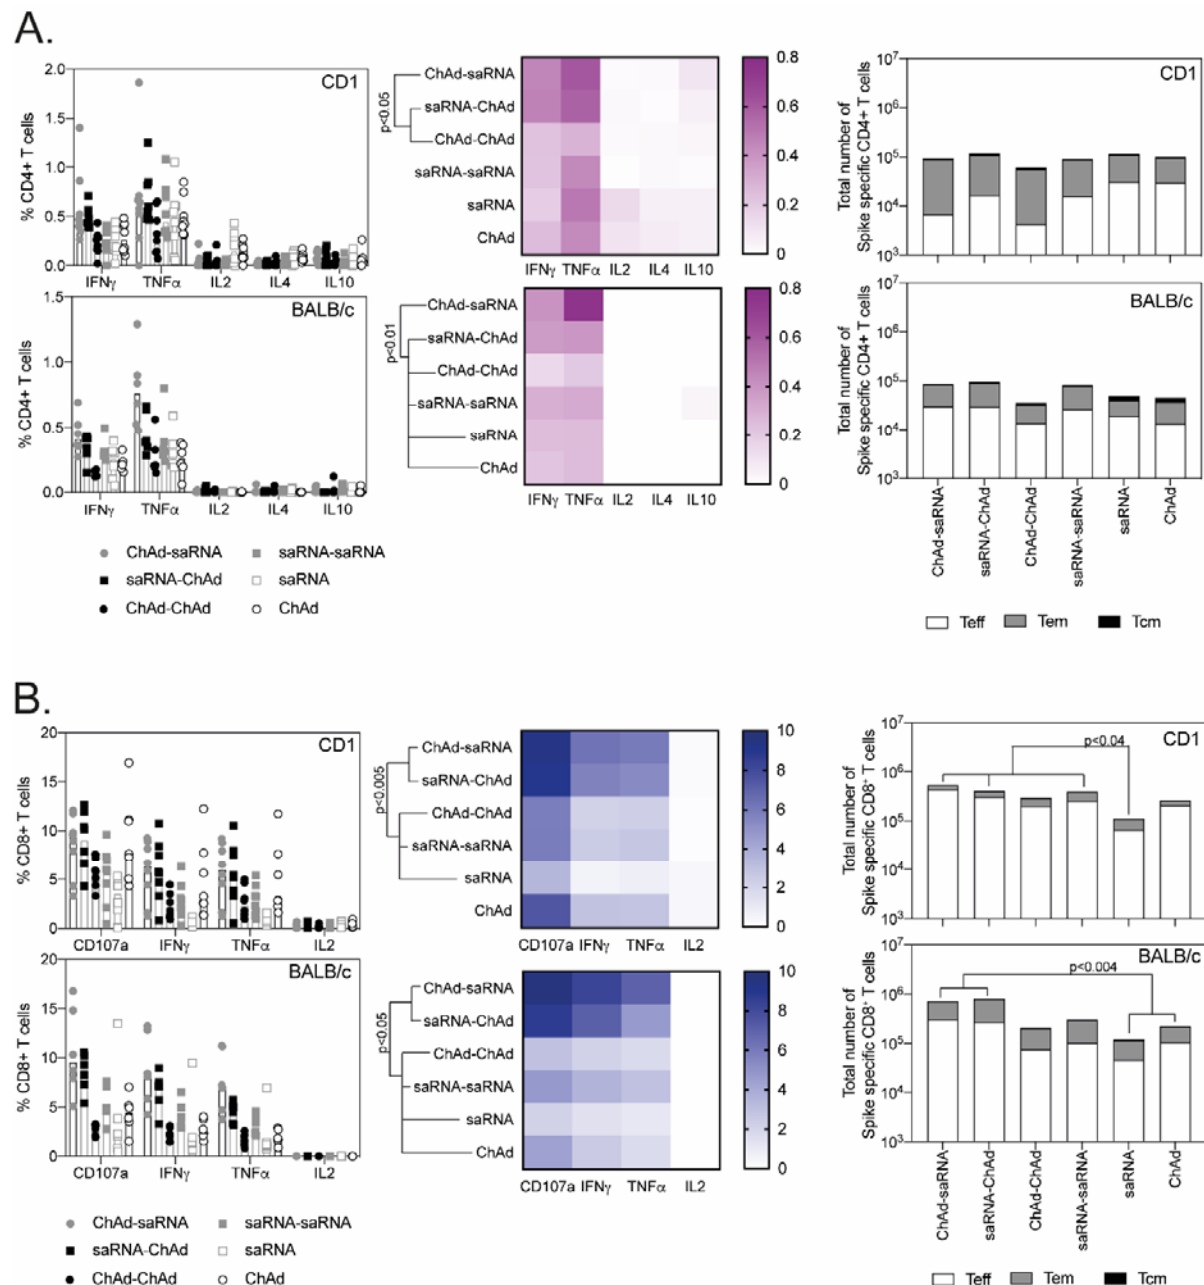 A.
2.0
1.5
1.0
0.5
0.0
% CD4+ T cells
CD1
IFNγ TNFα IL2 IL4 IL10
p<0.05
ChAd-saRNA
saRNA-ChAd
ChAd-ChAd
saRNA-saRNA
saRNA
ChAd
IFNγ TNFα IL2 IL4 IL10
0.8
0.6
0.4
0.2
0
Total number of
Spike specific CD4+ T cells
10⁷
10⁶
10⁵
10⁴
10³
CD1
1.5
1.0
0.5
0.0
% CD4+ T cells
BALB/c
IFNγ TNFα IL2 IL4 IL10
p<0.01
ChAd-saRNA
saRNA-ChAd
ChAd-ChAd
saRNA-saRNA
saRNA
ChAd
IFNγ TNFα IL2 IL4 IL10
0.8
0.6
0.4
0.2
0
Total number of
Spike specific CD4+ T cells
10⁷
10⁶
10⁵
10⁴
10³
BALB/c
ChAd-saRNA
saRNA-ChAd
ChAd-ChAd
saRNA-saRNA
saRNA
ChAd
ChAd-saRNA saRNA-saRNA
saRNA-ChAd saRNA
ChAd-ChAd ChAd
Teff Tem Tcm
B.
20
15
10
5
0
% CD8+ T cells
CD1
CD107a IFNγ TNFα IL2
p<0.005
ChAd-saRNA
saRNA-ChAd
ChAd-ChAd
saRNA-saRNA
saRNA
ChAd
CD107a IFNγ TNFα IL2
10
8
6
4
2
0
Total number of
Spike specific CD8⁺ T cells
10⁷
10⁶
10⁵
10⁴
10³
p<0.04
CD1
20
15
10
5
0
% CD8+ T cells
BALB/c
CD107a IFNγ TNFα IL2
p<0.05
ChAd-saRNA
saRNA-ChAd
ChAd-ChAd
saRNA-saRNA
saRNA
ChAd
CD107a IFNγ TNFα IL2
10
8
6
4
2
0
Total number of
Spike specific CD8⁺ T cells
10⁷
10⁶
10⁵
10⁴
10³
BALB/c
p<0.004
ChAd-saRNA
saRNA-ChAd
ChAd-ChAd
saRNA-saRNA
saRNA
ChAd
ChAd-saRNA saRNA-saRNA
saRNA-ChAd saRNA
ChAd-ChAd ChAd
Teff Tem Tcm